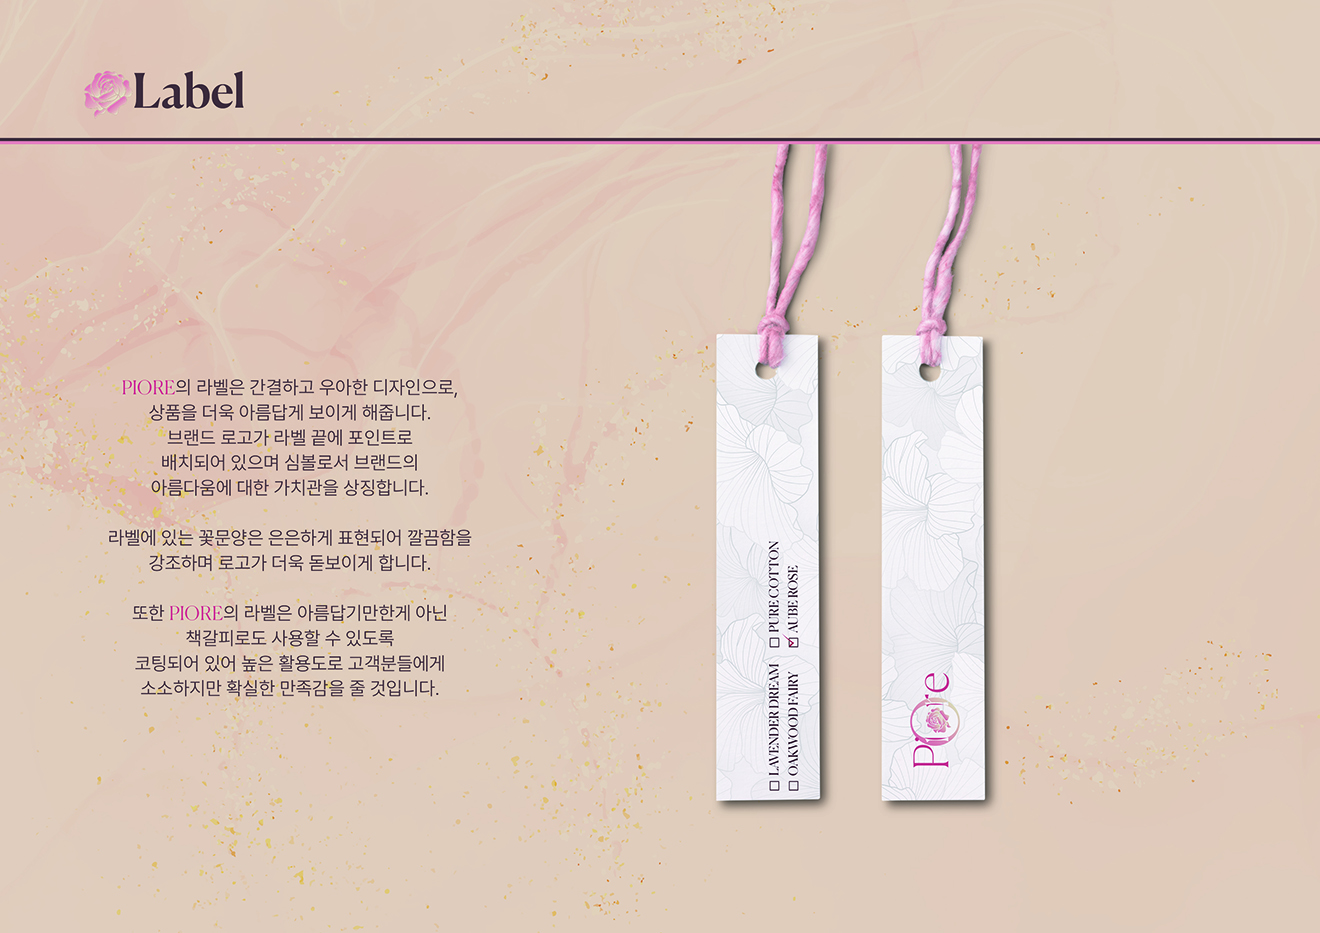 Label
PIORE의 라벨은 간결하고 우아한 디자인으로,
상품을 더욱 아름답게 보이게 해줍니다.
브랜드 로고가 라벨 끝에 포인트로
배치되어 있으며 심볼로서 브랜드의
아름다움에 대한 가치관을 상징합니다.
라벨에 있는 꽃문양은 은은하게 표현되어 깔끔함을
강조하며 로고가 더욱 돋보이게 합니다.
또한 PIORE의 라벨은 아름답기만한게 아닌
책갈피로도 사용할 수 있도록
코팅되어 있어 높은 활용도로 고객분들에게
소소하지만 확실한 만족감을 줄 것입니다.
LAVENDER DREAM
PURE COTTON
OAKWOOD FAIRY
AUBE ROSE
PiOre